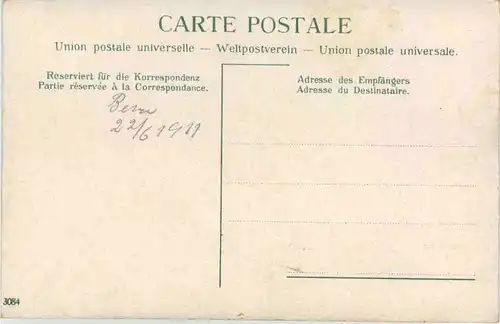 CARTE POSTALE
Union postale universelle — Weltpostverein — Union postale universale.
Reserviert für die Korrespondenz
Partie réservée à la Correspondance.
Adresse des Empfängers
Adresse du Destinataire.
Bern
22/6 1911
3084